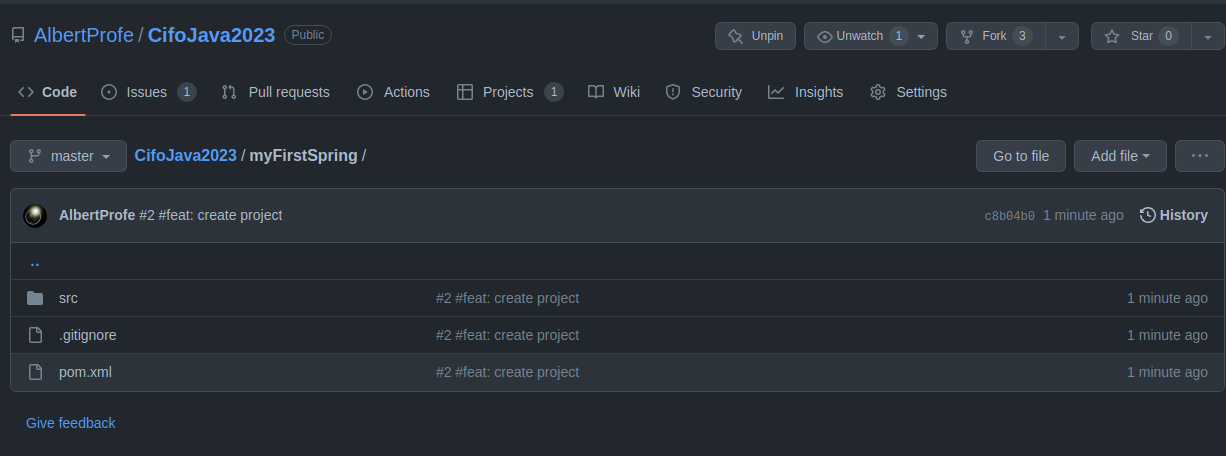 AlbertProfe / CifoJava2023 Public Unpin Unwatch 1 Fork 3 Star 0
Code Issues 1 Pull requests Actions Projects 1 Wiki Security Insights Settings
master CifoJava2023 / myFirstSpring / Go to file Add file ...
AlbertProfe #2 #feat: create project c8b04b0 1 minute ago History
..
src #2 #feat: create project 1 minute ago
.gitignore #2 #feat: create project 1 minute ago
pom.xml #2 #feat: create project 1 minute ago
Give feedback